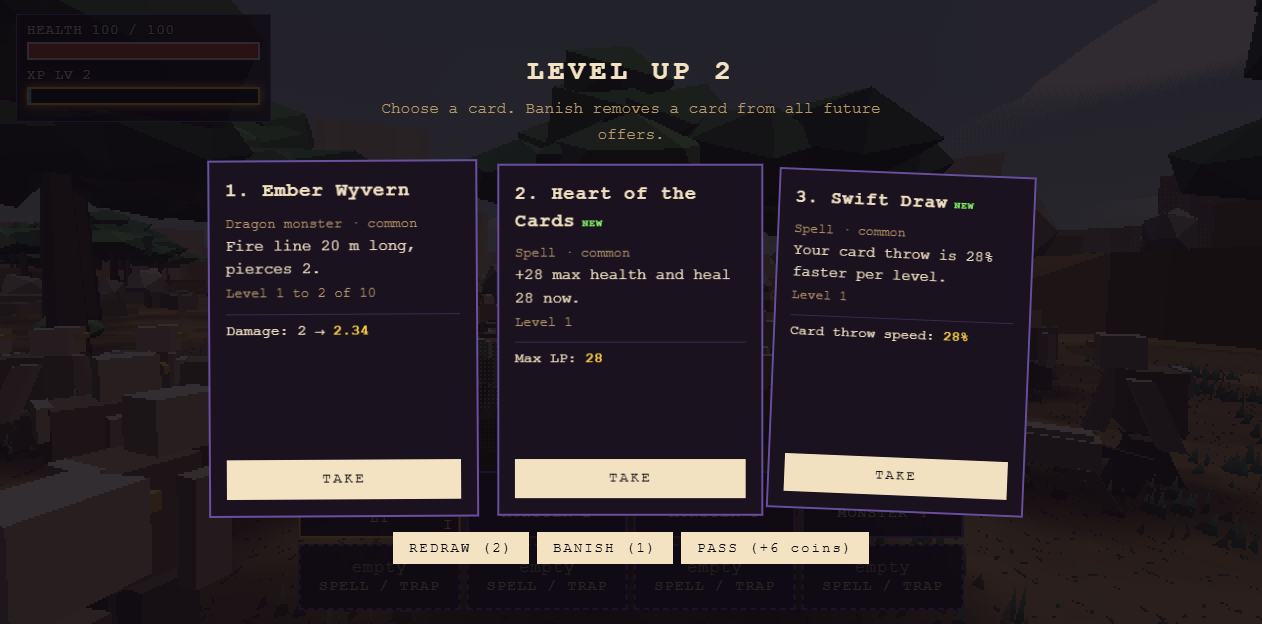 HEALTH 100 / 100
XP LV 2
LEVEL UP 2
Choose a card. Banish removes a card from all future
offers.
1. Ember Wyvern
Dragon monster · common
Fire line 20 m long,
pierces 2.
Level 1 to 2 of 10
Damage: 2 → 2.34
TAKE
2. Heart of the
Cards NEW
Spell · common
+28 max health and heal
28 now.
Level 1
Max LP: 28
TAKE
3. Swift Draw NEW
Spell · common
Your card throw is 28%
faster per level.
Level 1
Card throw speed: 28%
TAKE
REDRAW (2)
BANISH (1)
PASS (+6 coins)
empty
SPELL / TRAP
empty
SPELL / TRAP
empty
SPELL / TRAP
empty
SPELL / TRAP